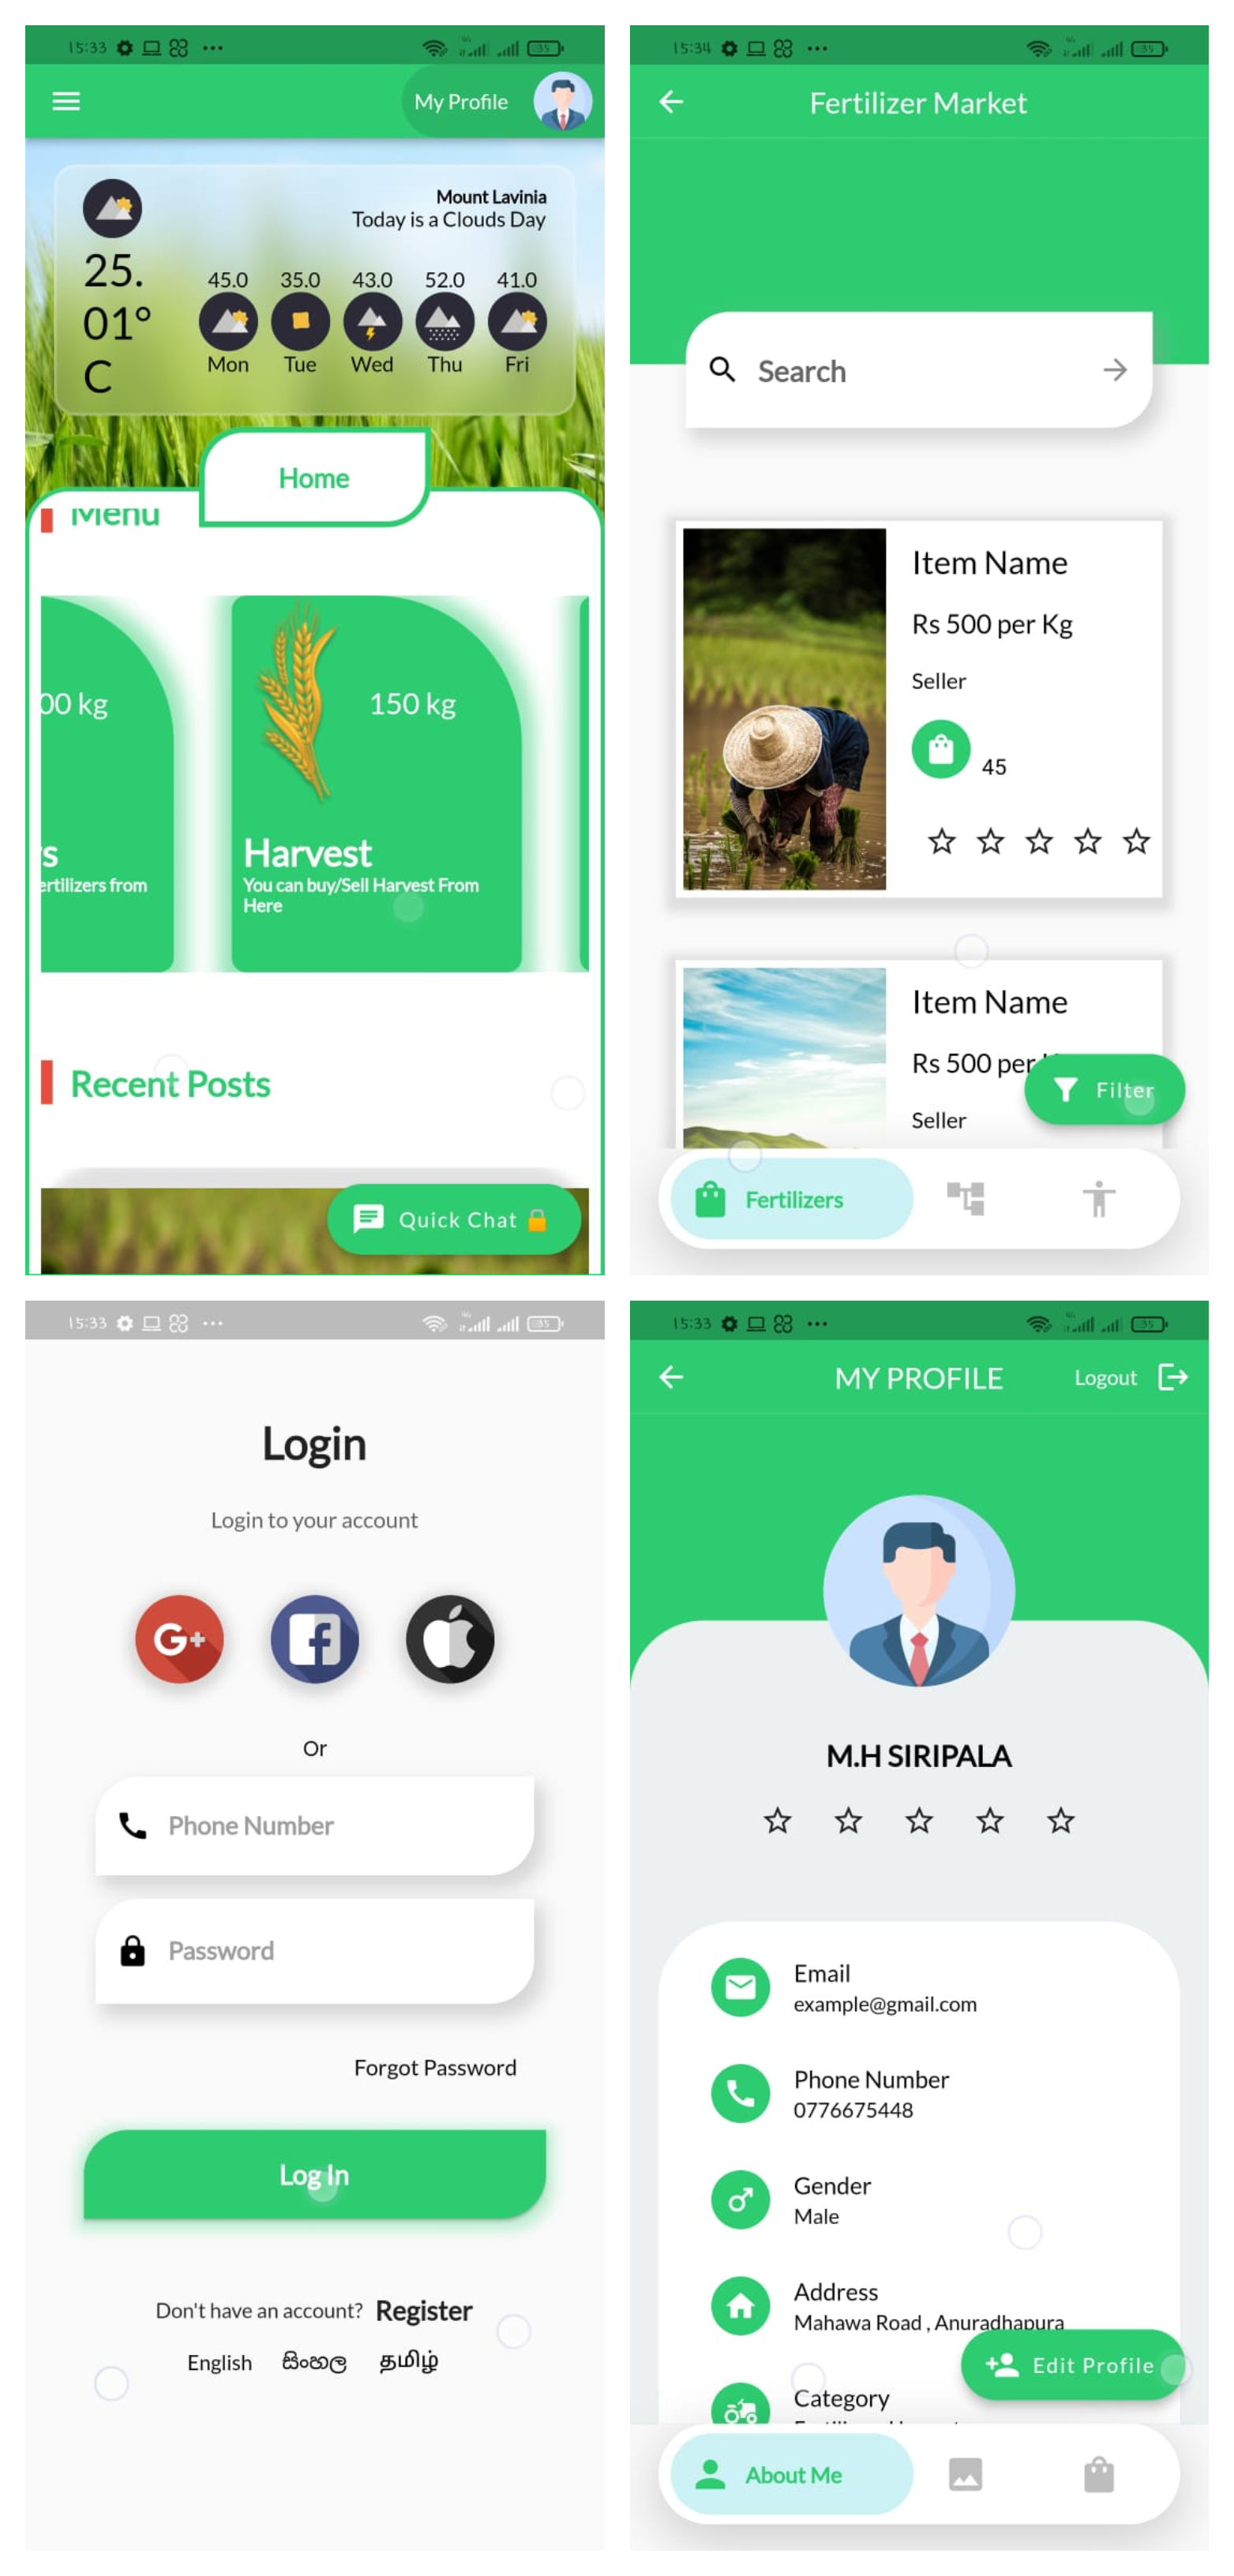 15:33
My Profile
Mount Lavinia
Today is a Clouds Day
25.
01°
C
45.0 35.0 43.0 52.0 41.0
Mon Tue Wed Thu Fri
Home
Menu
00 kg
150 kg
s
Harvest
ertilizers from
You can buy/Sell Harvest From
Here
Recent Posts
Quick Chat
15:34
Fertilizer Market
Search
Item Name
Rs 500 per Kg
Seller
45
Item Name
Rs 500 per
Seller
Filter
Fertilizers
15:33
Login
Login to your account
G+
f
Or
Phone Number
Password
Forgot Password
Log In
Don't have an account? Register
English සිංහල தமிழ்
15:33
MY PROFILE
Logout
M.H SIRIPALA
Email
example@gmail.com
Phone Number
0776675448
Gender
Male
Address
Mahawa Road , Anuradhapura
Edit Profile
Category
About Me